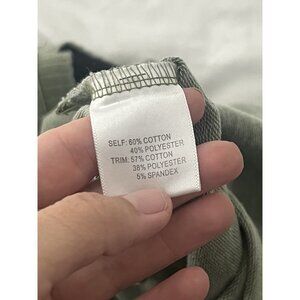 SELF: 60% COTTON
40% POLYESTER
TRIM: 57% COTTON
38% POLYESTER
5% SPANDEX